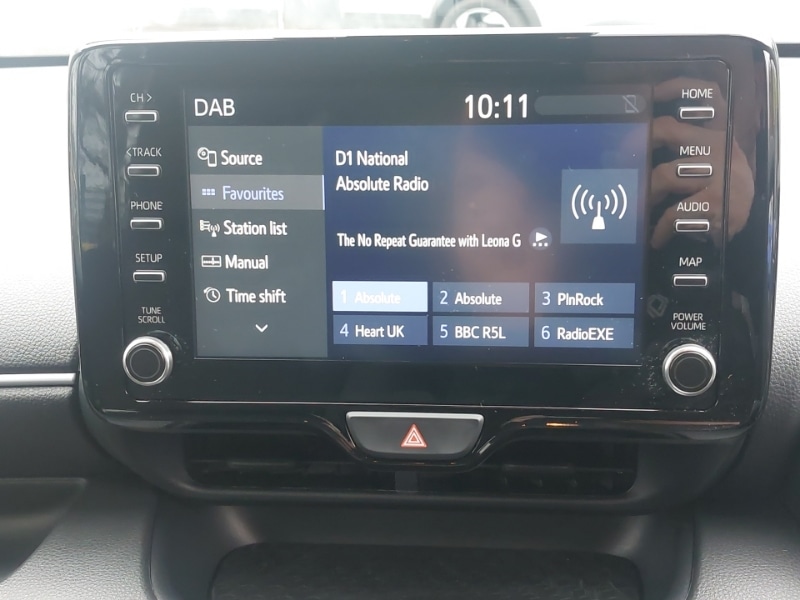 DAB
10:11
CH >
<TRACK
PHONE
SETUP
TUNE
SCROLL
Source
Favourites
Station list
Manual
Time shift
D1 National
Absolute Radio
The No Repeat Guarantee with Leona G
1 Absolute
2 Absolute
3 PlnRock
4 Heart UK
5 BBC R5L
6 RadioEXE
HOME
MENU
AUDIO
MAP
POWER
VOLUME